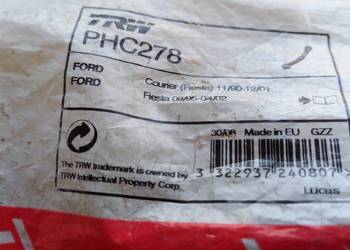 TRW
PHC278
FORD Courier (Fiesta) 11/90-12/01
FORD Fiesta 09/95-04/02
30/08 Made in EU GZZ
The TRW trademark is owned by
TRW Intellectual Property Corp.
3 322937 240807 >
Lucas